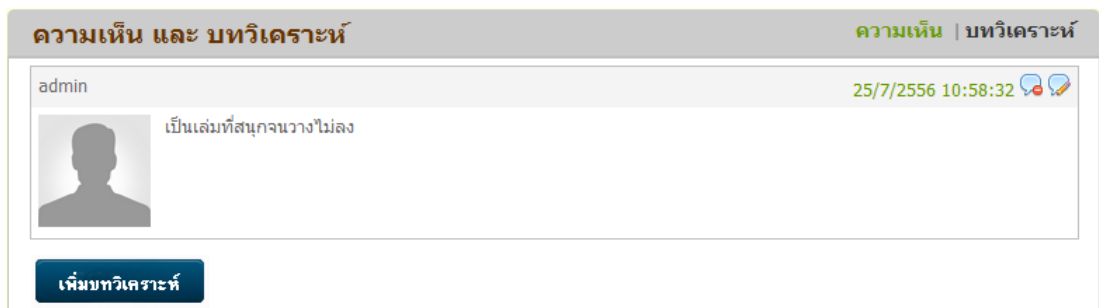 ความเห็น และ บทวิเคราะห์
ความเห็น | บทวิเคราะห์
admin
25/7/2556 10:58:32
เป็นเล่มที่สนุกจนวางไม่ลง
เพิ่มบทวิเคราะห์